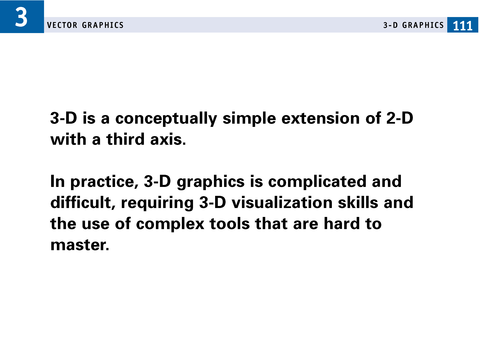 3
VECTOR GRAPHICS
3-D GRAPHICS 111
3-D is a conceptually simple extension of 2-D
with a third axis.
In practice, 3-D graphics is complicated and
difficult, requiring 3-D visualization skills and
the use of complex tools that are hard to
master.